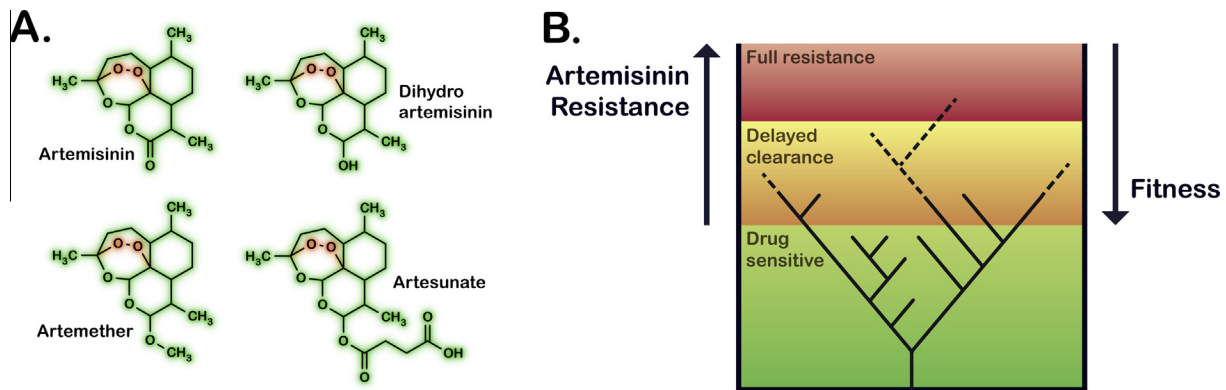 A.
CH₃
H₃C
O
O
O
O
CH₃
O
Artemisinin
CH₃
H₃C
O
O
O
O
CH₃
OH
Dihydro
artemisinin
CH₃
H₃C
O
O
O
O
CH₃
O
CH₃
Artemether
CH₃
H₃C
O
O
O
O
CH₃
O
O
O
OH
Artesunate
B.
Artemisinin
Resistance
Full resistance
Delayed
clearance
Drug
sensitive
Fitness